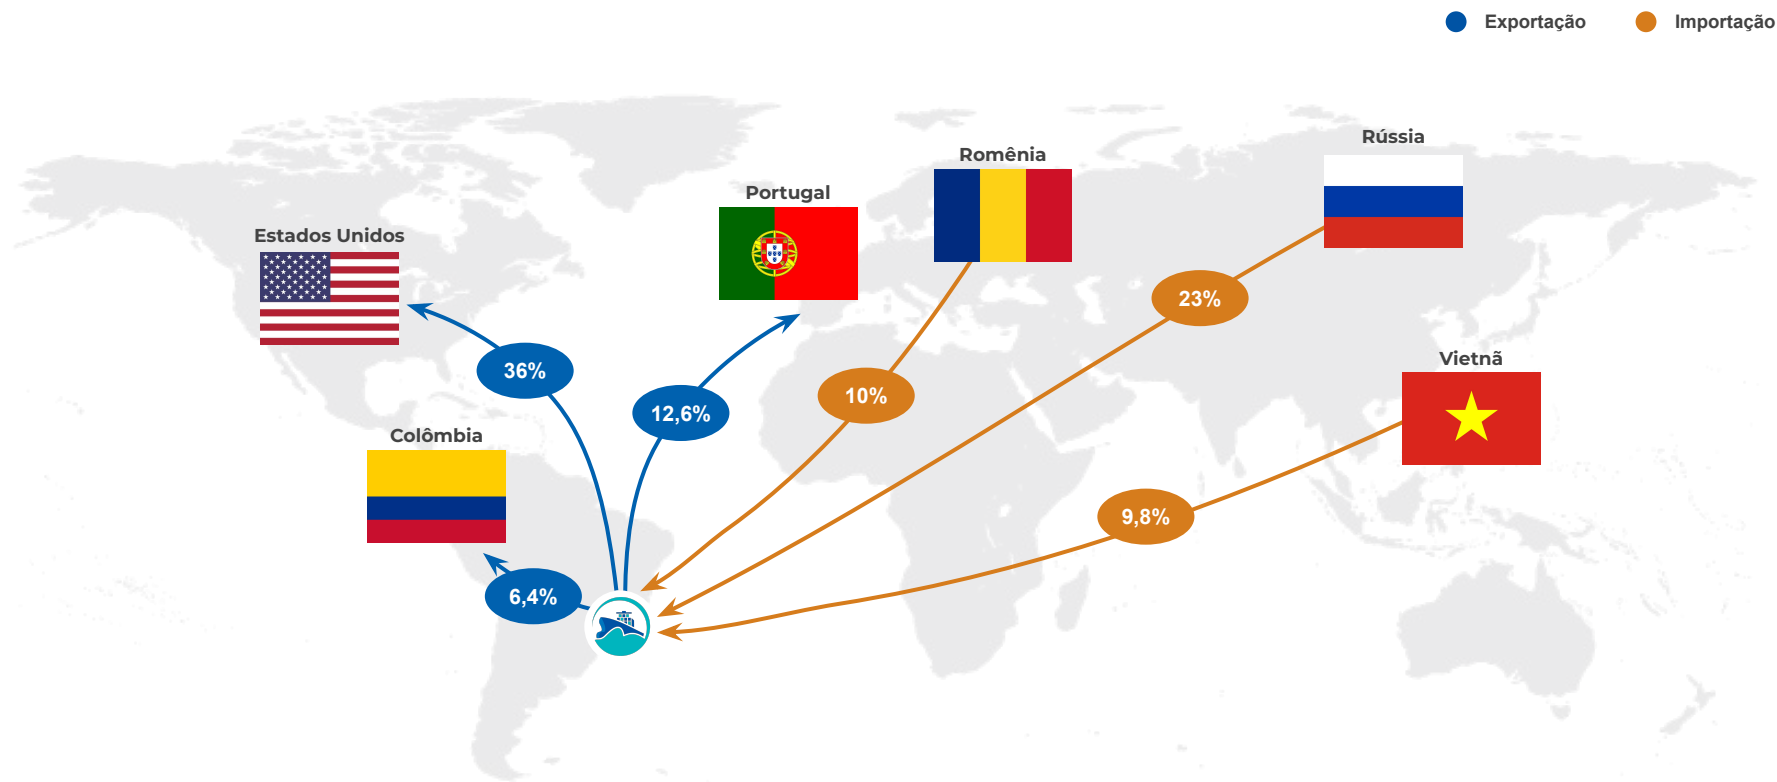 Exportação
Importação
Rússia
Romênia
Portugal
Estados Unidos
23%
Vietnã
36%
10%
12,6%
Colômbia
9,8%
6,4%